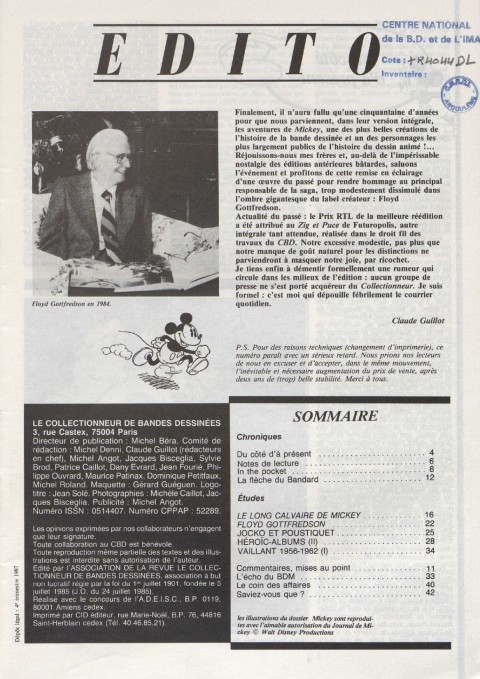 EDITO
CENTRE NATIONAL
de la B.D. et de L'IMA
Cote : +R4044DL
Inventaire :
Finalement, il n'aura fallu qu'une cinquantaine d'années
pour que nous parviennent, dans leur version intégrale,
les aventures de Mickey, une des plus belles créations de
l'histoire de la bande dessinée et un des personnages les
plus largement publics de l'histoire du dessin animé !...
Réjouissons-nous mes frères et, au-delà de l'impérissable
nostalgie des éditions antérieures bâtardes, saluons
l'événement et profitons de cette remise en éclairage
d'une œuvre du passé pour rendre hommage au principal
responsable de la saga, trop modestement dissimulé dans
l'ombre gigantesque du label créateur : Floyd
Gottfredson.
Actualité du passé : le Prix RTL de la meilleure réédition
a été attribué au Zig et Puce de Futuropolis, autre
intégrale tant attendue, réalisée dans le droit fil des
travaux du CBD. Notre excessive modestie, pas plus que
notre manque de goût naturel pour les distinctions ne
parviendront à masquer notre joie, par ricochet.
Je tiens enfin à démentir formellement une rumeur qui
circule dans les milieux de l'édition : aucun groupe de
presse ne s'est porté acquéreur du Collectionneur. Je suis
formel : c'est moi qui dépouille fébrilement le courrier
quotidien.
Claude Guillot
Floyd Gottfredson en 1984.
P.S. Pour des raisons techniques (changement d'imprimerie), ce
numéro paraît avec un sérieux retard. Nous prions nos lecteurs
de nous en excuser et d'accepter, dans le même mouvement,
l'inévitable et nécessaire augmentation du prix de vente, après
deux ans de (trop) belle stabilité. Merci à tous.
LE COLLECTIONNEUR DE BANDES DESSINÉES
3, rue Castex, 75004 Paris
Directeur de publication : Michel Béra. Comité de
rédaction : Michel Denni, Claude Guillot (rédacteurs
en chef), Michel Angot, Jacques Bisceglia, Sylvie
Brod, Patrice Caillot, Dany Evrard, Jean Fourié, Phi-
lippe Ouvrard, Maurice Patinax, Dominique Petitfaux,
Michel Roland. Maquette : Gérard Guéguen. Logo-
titre : Jean Solé. Photographies : Michèle Caillot, Jac-
ques Bisceglia, Publicité : Michel Angot.
Numéro ISSN : 0514407. Numéro CPPAP : 52289.
Les opinions exprimées par nos collaborateurs n'engagent
que leur signature.
Toute collaboration au CBD est bénévole
Toute reproduction même partielle des textes et des illus-
trations est interdite sans autorisation de l'auteur.
Edité par l'ASSOCIATION DE LA REVUE LE COLLEC-
TIONNEUR DE BANDES DESSINÉES, association à but
non lucratif régie par la loi du 1er juillet 1901, fondée le 5
juillet 1985 (J.O. du 24 juillet 1985).
Réalisé avec le concours de l'A.D.E.I.S.C., B.P. 0119,
80001 Amiens cedex.
Imprimé par CID éditeur, rue Marie-Noël, B.P. 76, 44816
Saint-Herblain cedex (Tél. 40.46.85.21).
Dépôt légal : 4e trimestre 1987
SOMMAIRE
Chroniques
Du côté d'à présent 4
Notes de lecture 6
In the pocket 8
La flèche du Bandard 12
Études
LE LONG CALVAIRE DE MICKEY 16
FLOYD GOTTFREDSON 22
JOCKO ET POUSTIQUET 25
HÉROÏC-ALBUMS (II) 28
VAILLANT 1956-1962 (I) 34
Commentaires, mises au point 11
L'écho du BDM 33
Le coin des affaires 40
Saviez-vous que ? 42
les illustrations du dossier Mickey sont reprodui-
tes avec l'aimable autorisation du Journal de Mi-
ckey © Walt Disney Productions